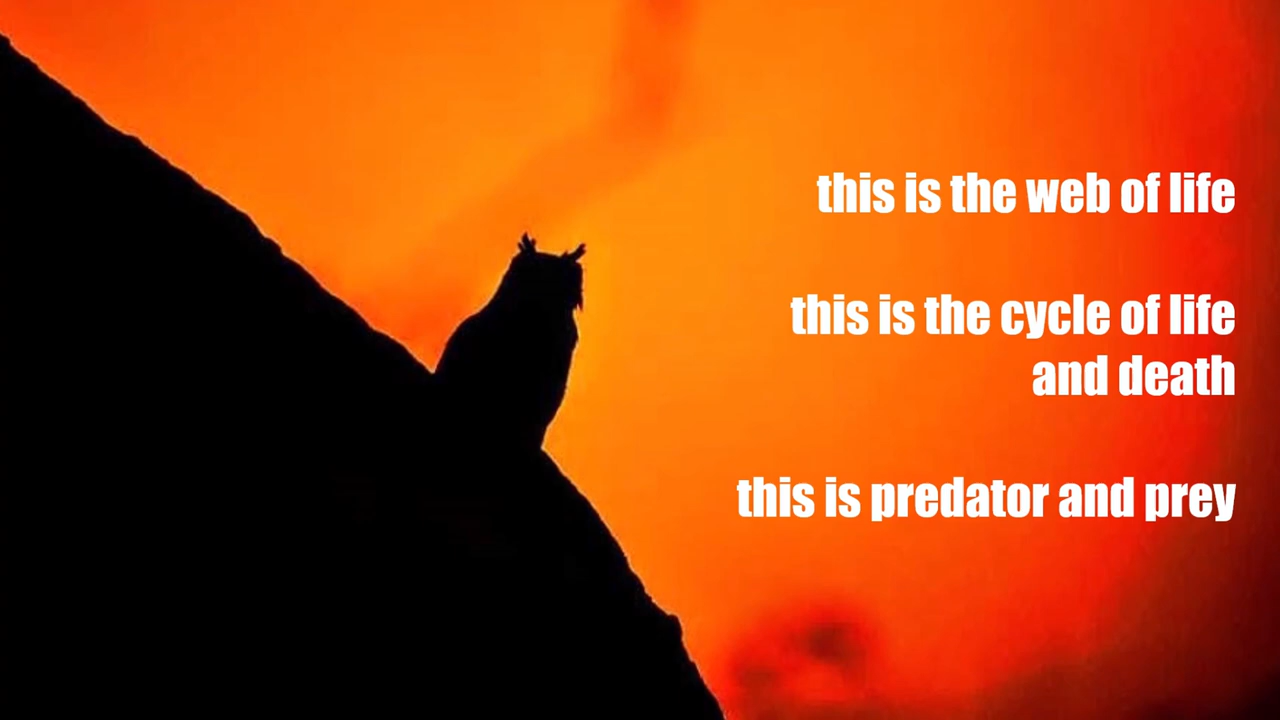 this is the web of life
this is the cycle of life
and death
this is predator and prey